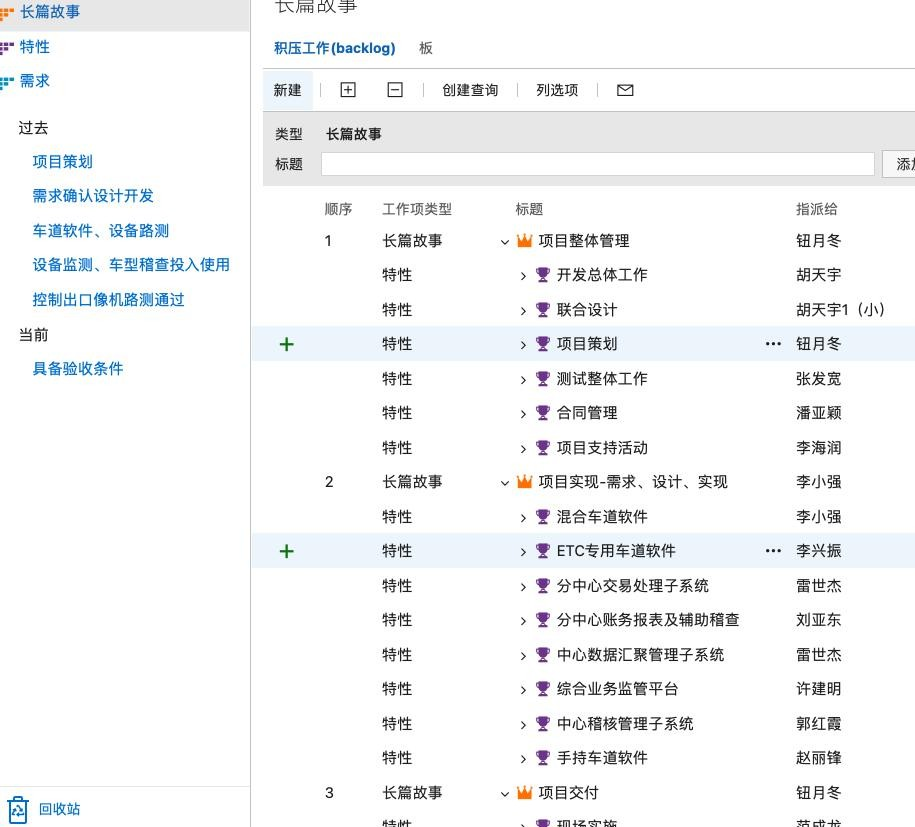 长篇故事
特性
需求
过去
项目策划
需求确认设计开发
车道软件、设备路测
设备监测、车型稽查投入使用
控制出口像机路测通过
当前
具备验收条件
回收站
长篇故事
积压工作(backlog) 板
新建 创建查询 列选项
类型 长篇故事
标题 添加
顺序 工作项类型 标题 指派给
1 长篇故事 项目整体管理 钮月冬
特性 开发总体工作 胡天宇
特性 联合设计 胡天宇1（小）
特性 项目策划 ••• 钮月冬
特性 测试整体工作 张发宽
特性 合同管理 潘亚颖
特性 项目支持活动 李海润
2 长篇故事 项目实现-需求、设计、实现 李小强
特性 混合车道软件 李小强
特性 ETC专用车道软件 ••• 李兴振
特性 分中心交易处理子系统 雷世杰
特性 分中心账务报表及辅助稽查 刘亚东
特性 中心数据汇聚管理子系统 雷世杰
特性 综合业务监管平台 许建明
特性 中心稽核管理子系统 郭红霞
特性 手持车道软件 赵丽锋
3 长篇故事 项目交付 钮月冬
特性 现场实施 范成龙